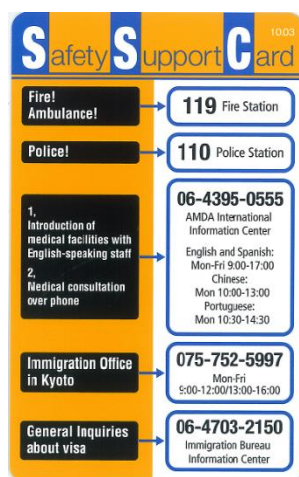 Safety Support Card
1003
Fire!
Ambulance!
119 Fire Station
Police!
110 Police Station
1,
Introduction of
medical facilities with
English-speaking staff
2,
Medical consultation
over phone
06-4395-0555
AMDA International
Information Center
English and Spanish:
Mon-Fri 9:00-17:00
Chinese:
Mon 10:00-13:00
Portuguese:
Mon 10:30-14:30
Immigration Office
in Kyoto
075-752-5997
Mon-Fri
9:00-12:00/13:00-16:00
General Inquiries
about visa
06-4703-2150
Immigration Bureau
Information Center